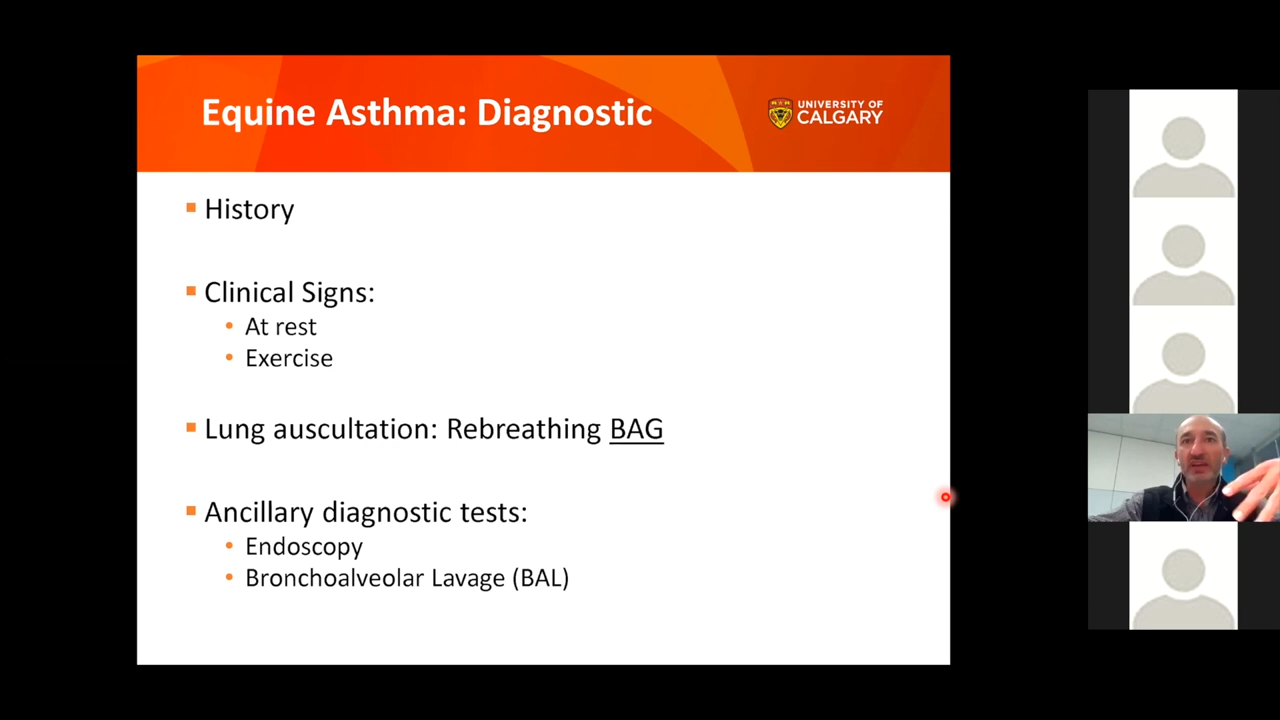 Equine Asthma: Diagnostic
UNIVERSITY OF
CALGARY
History
Clinical Signs:
At rest
Exercise
Lung auscultation: Rebreathing BAG
Ancillary diagnostic tests:
Endoscopy
Bronchoalveolar Lavage (BAL)